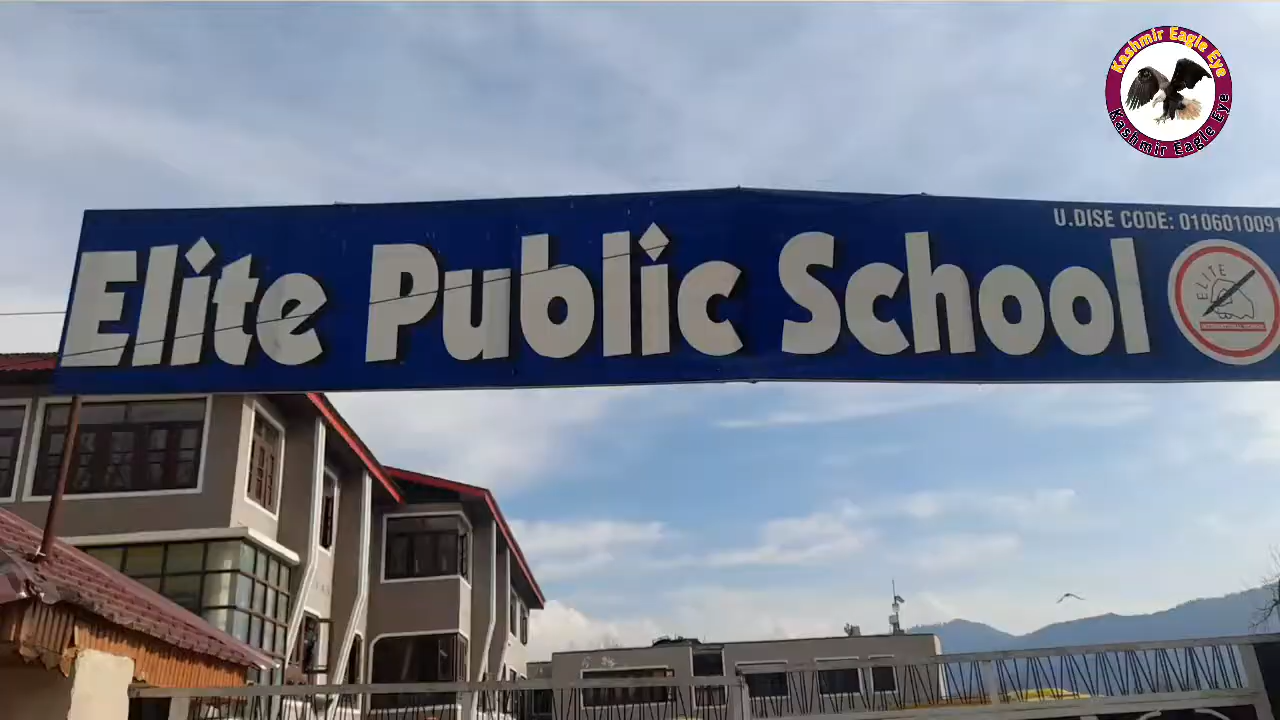 Kashmir Eagle Eye
Kashmir Eagle Eye
U.DISE CODE: 0106010091
Elite Public School
ELITE